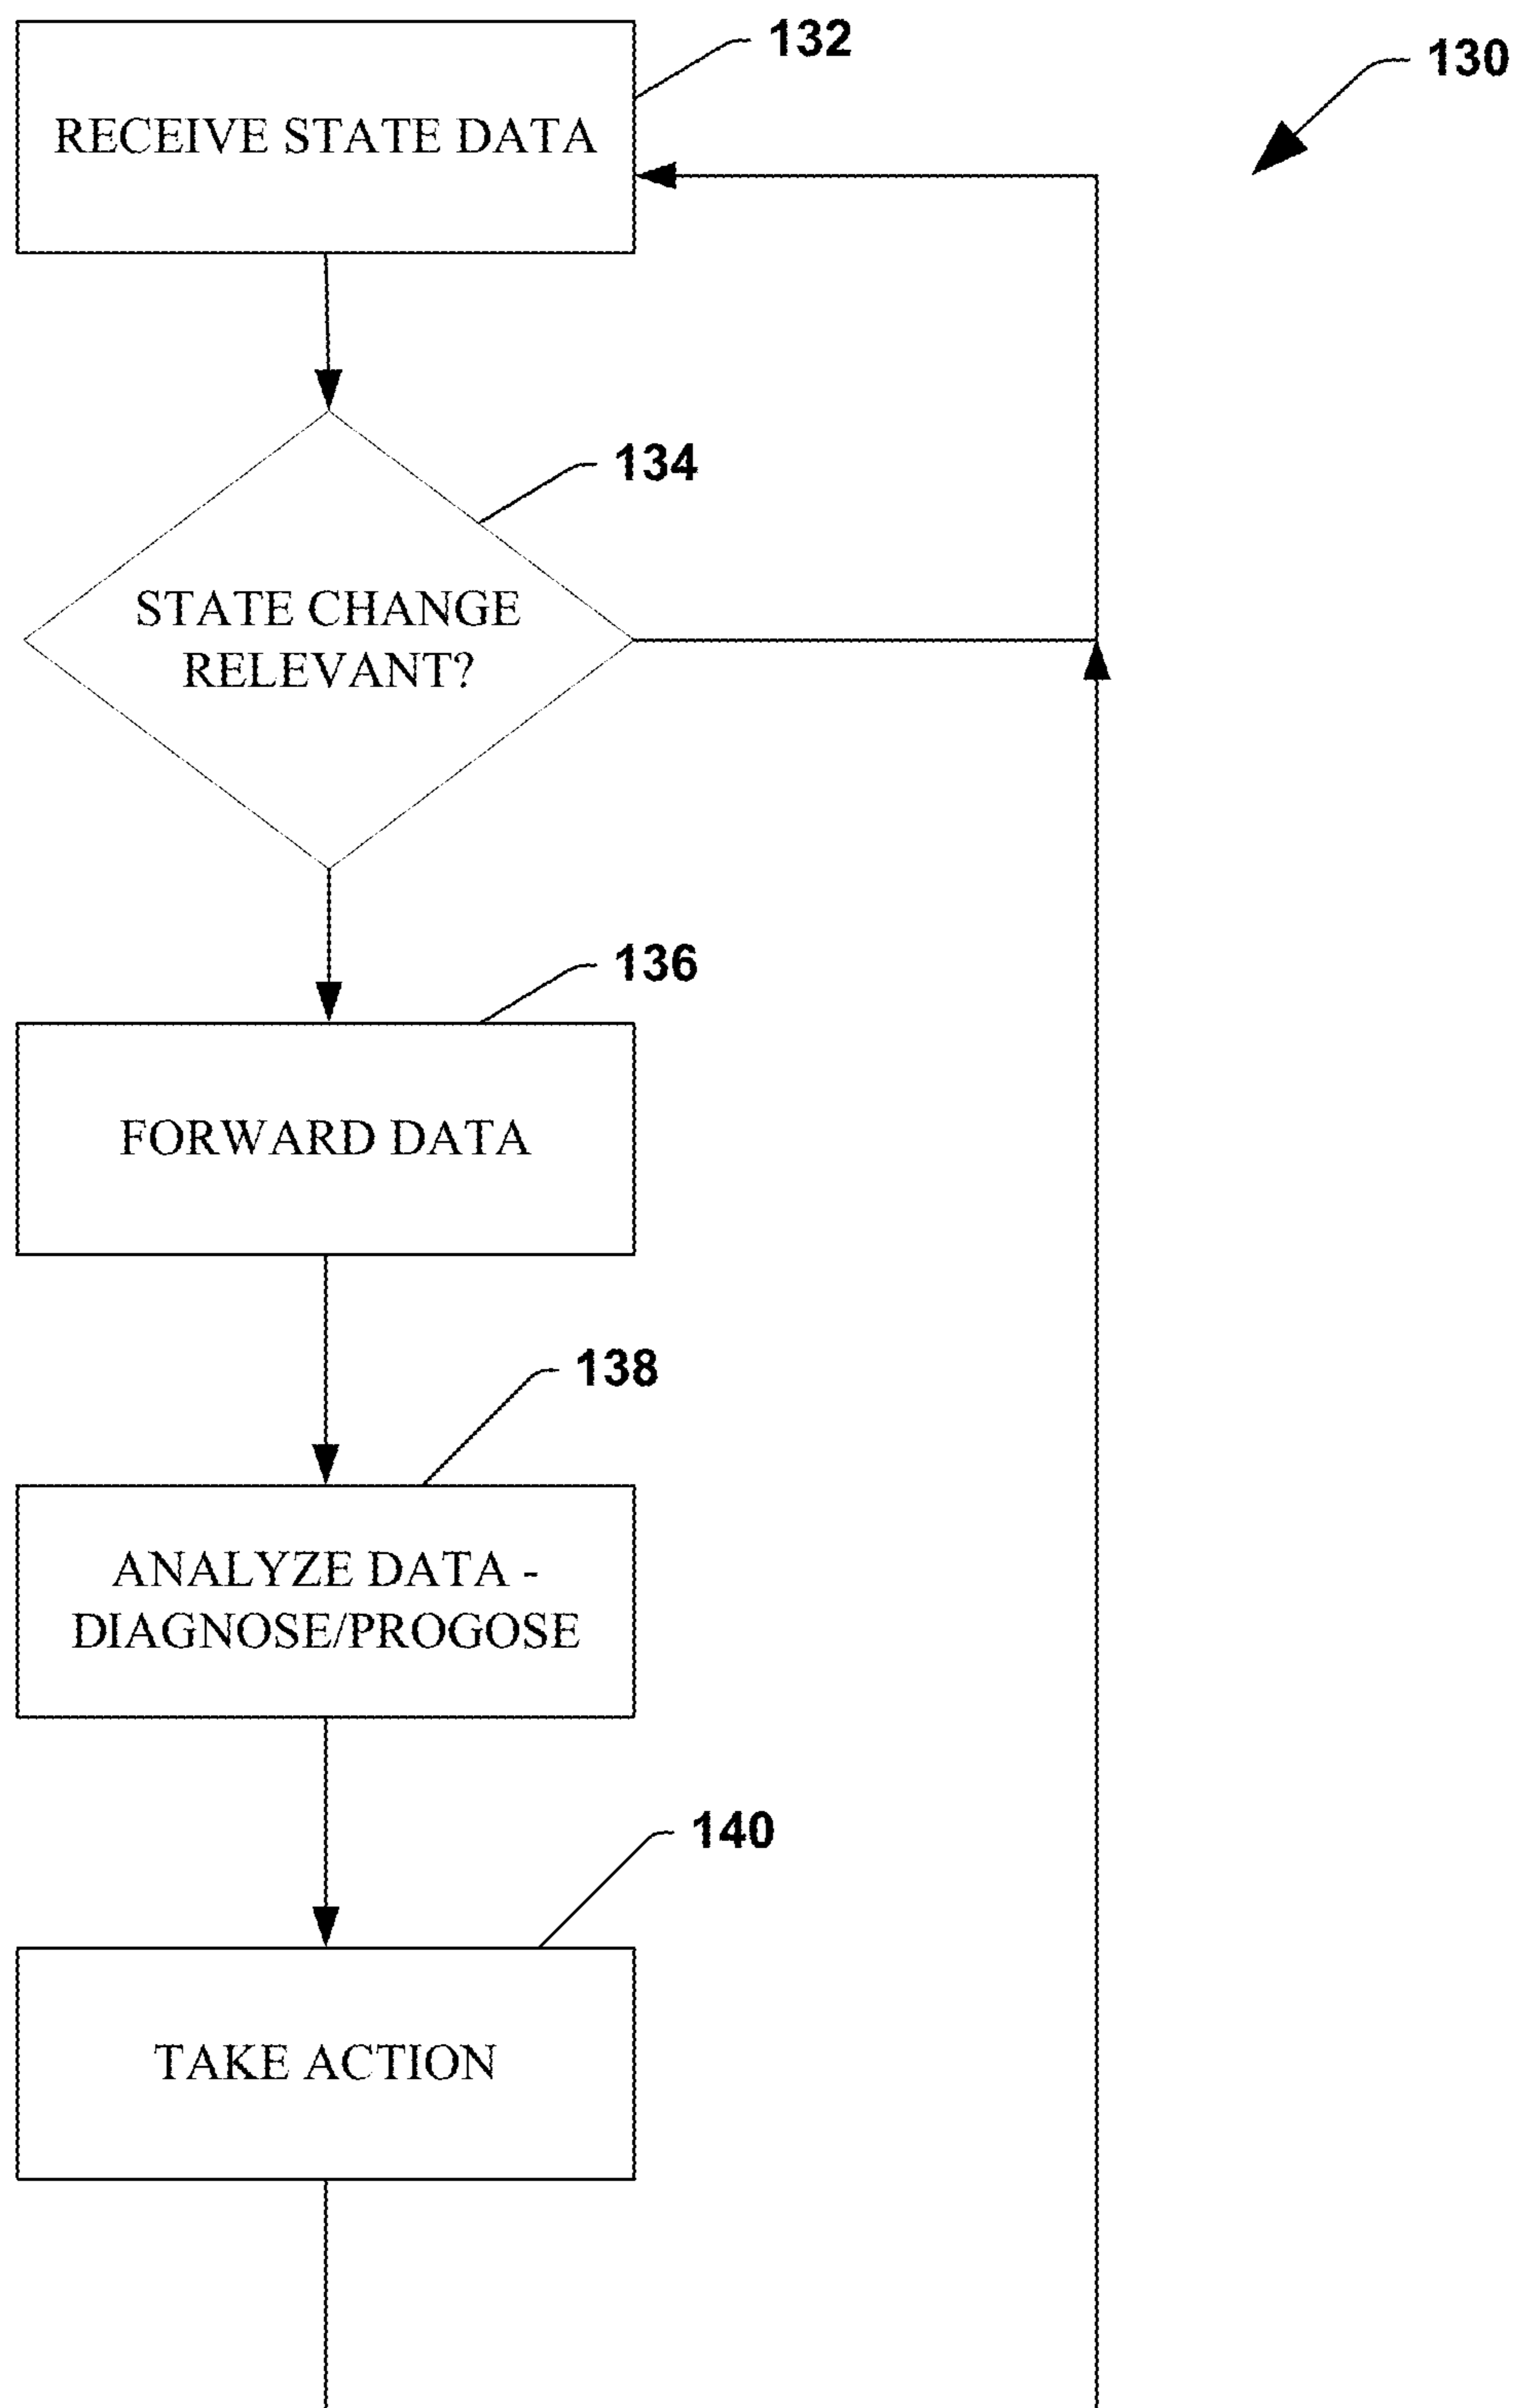 132
130
RECEIVE STATE DATA
134
STATE CHANGE
RELEVANT?
136
FORWARD DATA
138
ANALYZE DATA -
DIAGNOSE/PROGOSE
140
TAKE ACTION